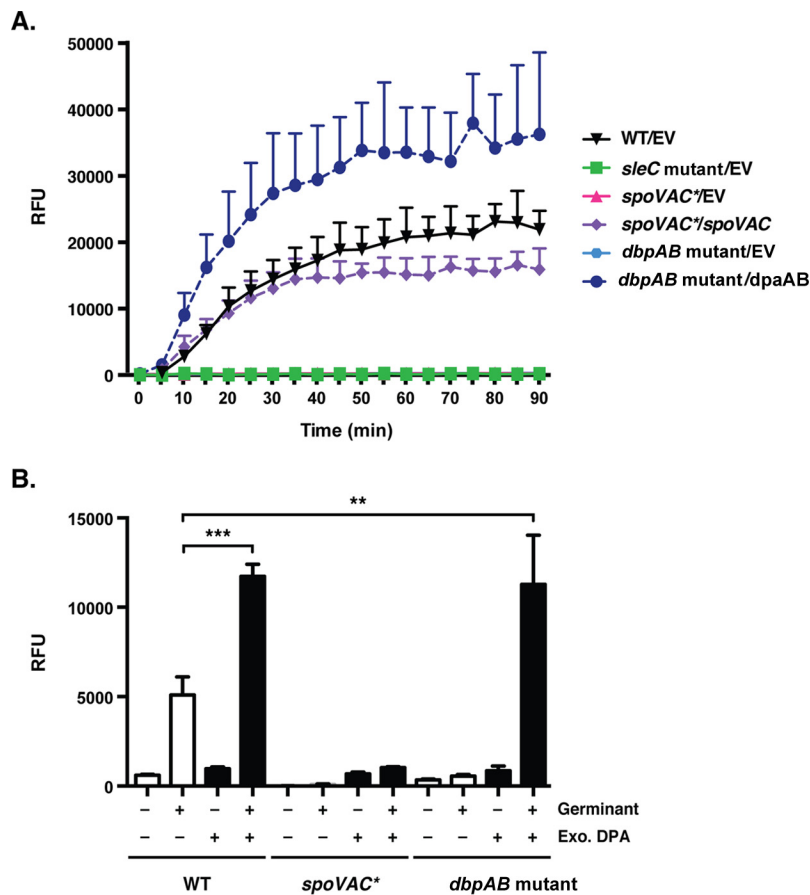 A.
50000
40000
30000
20000
10000
0
RFU
0 10 20 30 40 50 60 70 80 90
Time (min)
WT/EV
sleC mutant/EV
spoVAC*/EV
spoVAC*/spoVAC
dbpAB mutant/EV
dbpAB mutant/dpaAB
B.
**
***
15000
10000
5000
0
RFU
– + – + – + – + – + – + Germinant
– – + + – – + + – – + + Exo. DPA
WT spoVAC* dbpAB mutant